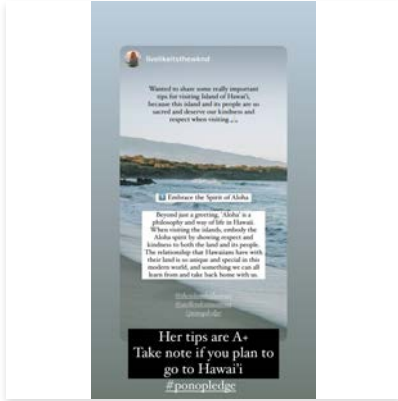 liselikeitstheweknd
Wanted to share some really important
tips for visiting Island of Hawai'i,
because this island and its people are so
sacred and deserve our kindness and
respect when visiting
Embrace the Spirit of Aloha
Beyond just a greeting, 'Aloha' is a
philosophy and way of life in Hawaii.
When visiting the islands, embody the
Aloha spirit by showing respect and
kindness to both the land and its people.
The relationship that Hawaiians have with
their land is so unique and special in this
modern world, and something we can all
learn from and take back home with us.
Her tips are A+
Take note if you plan to
go to Hawai'i
#ponopledge